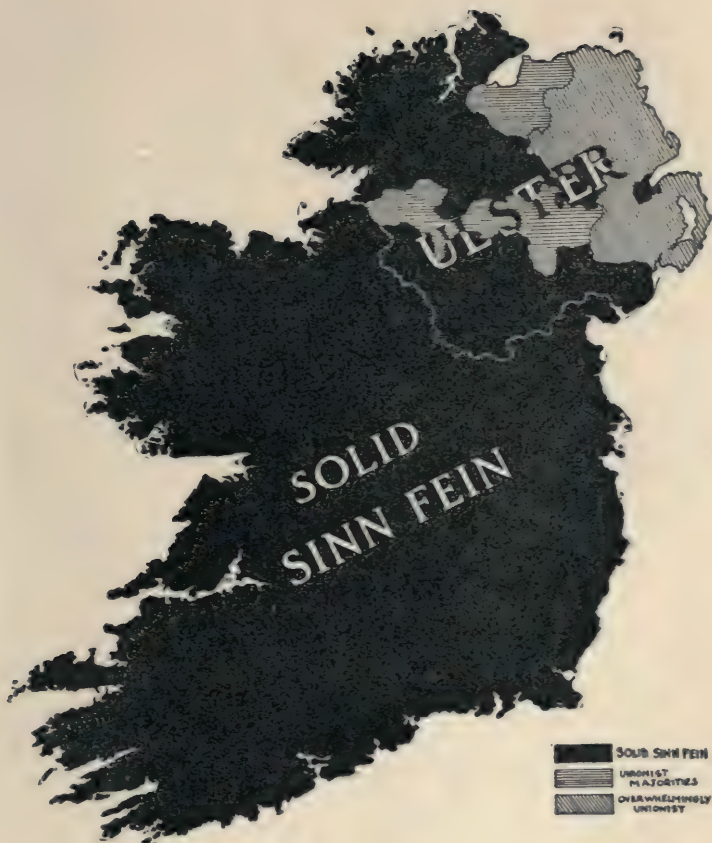 ULSTER
SOLID
SINN FEIN
SOLID SINN FEIN
UNIONIST
MAJORITIES
OVERWHELMINGLY
UNIONIST